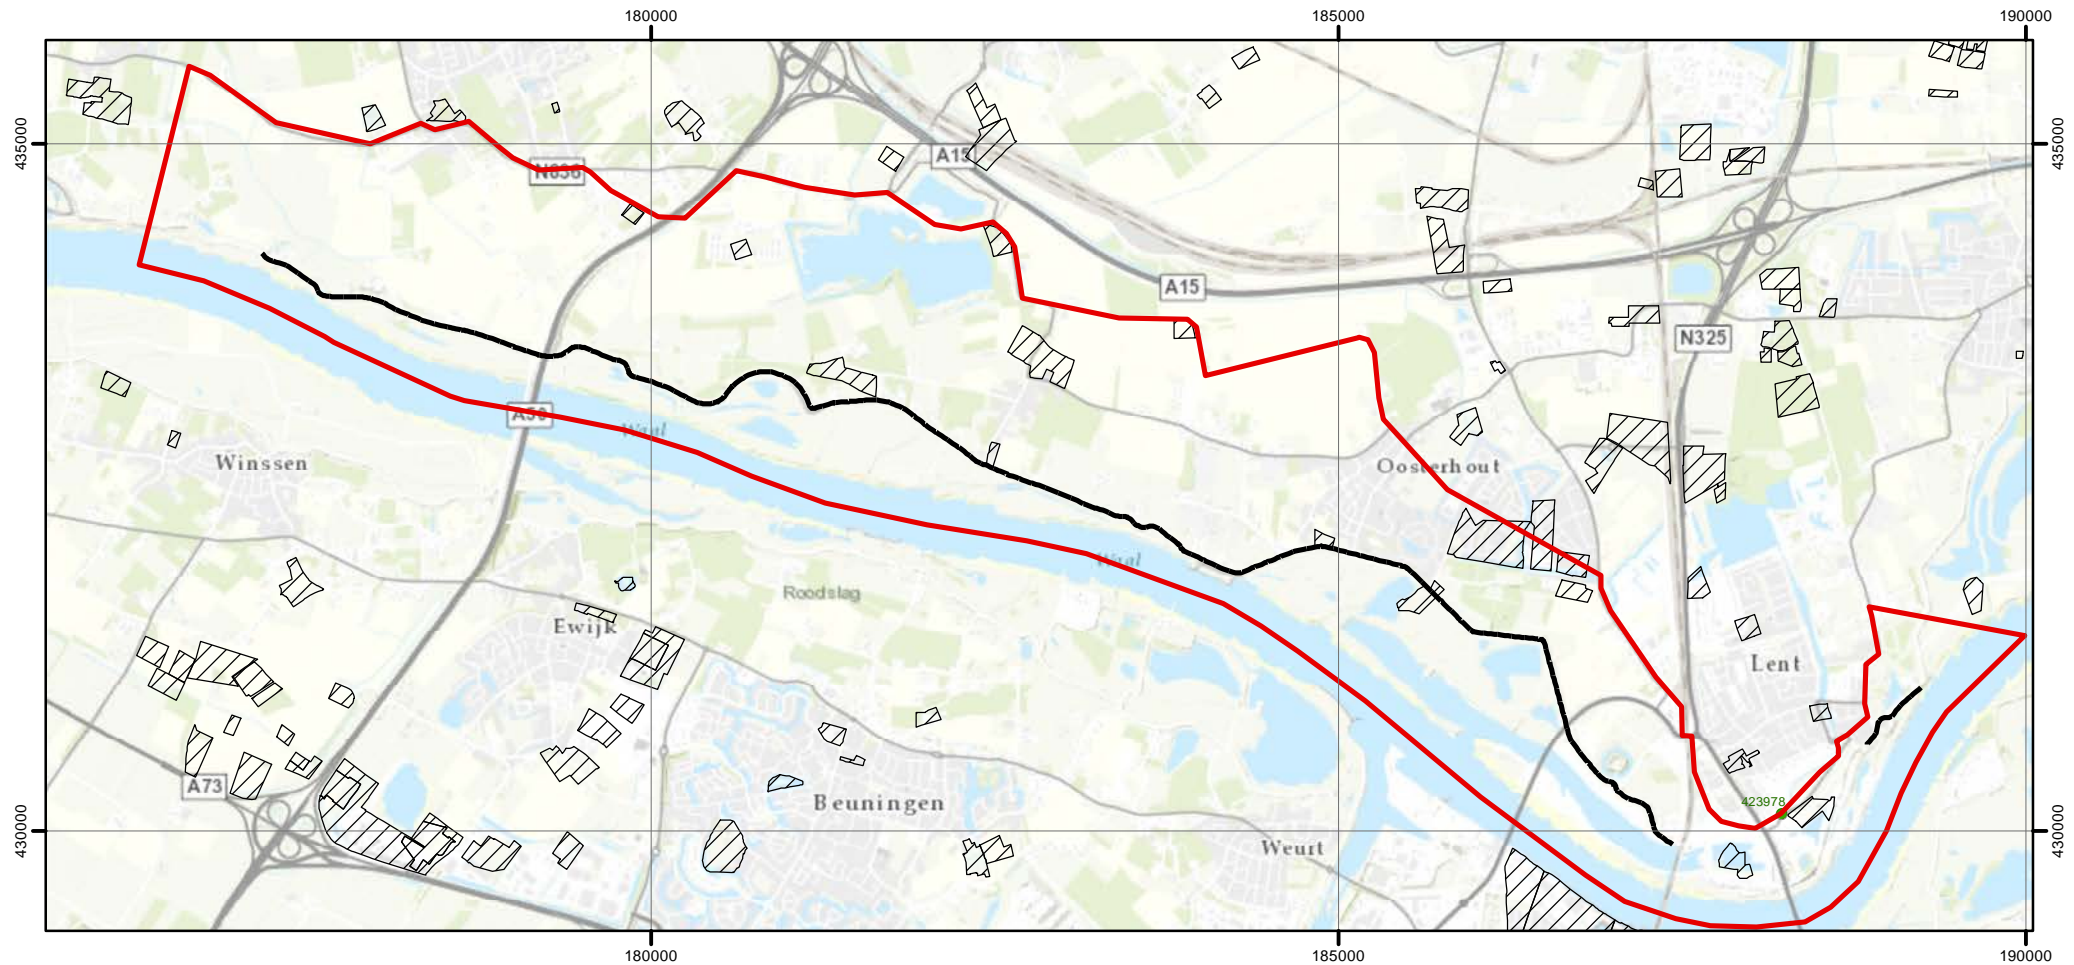 180000
185000
190000
435000
435000
A15
N836
A15
N325
A50
Waal
Winssen
Oosterhout
Waal
Roodslag
Ewijk
Lent
A73
423978
Beuningen
430000
430000
Weurt
180000
185000
190000